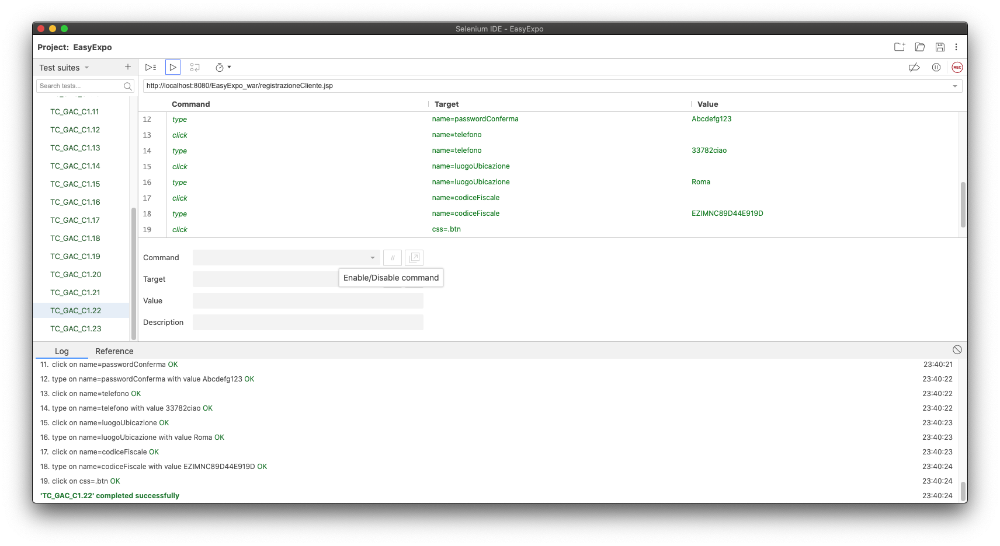 Selenium IDE - EasyExpo
Project: EasyExpo
Test suites
+
REC
Search tests...
http://localhost:8080/EasyExpo_war/registrazioneCliente.jsp
TC_GAC_C1.11
TC_GAC_C1.12
TC_GAC_C1.13
TC_GAC_C1.14
TC_GAC_C1.15
TC_GAC_C1.16
TC_GAC_C1.17
TC_GAC_C1.18
TC_GAC_C1.19
TC_GAC_C1.20
TC_GAC_C1.21
TC_GAC_C1.22
TC_GAC_C1.23
Command Target Value
12 type name=passwordConferma Abcdefg123
13 click name=telefono
14 type name=telefono 33782ciao
15 click name=luogoUbicazione
16 type name=luogoUbicazione Roma
17 click name=codiceFiscale
18 type name=codiceFiscale EZIMNC89D44E919D
19 click css=.btn
Command //
Enable/Disable command
Target
Value
Description
Log Reference
11. click on name=passwordConferma OK 23:40:21
12. type on name=passwordConferma with value Abcdefg123 OK 23:40:22
13. click on name=telefono OK 23:40:22
14. type on name=telefono with value 33782ciao OK 23:40:22
15. click on name=luogoUbicazione OK 23:40:23
16. type on name=luogoUbicazione with value Roma OK 23:40:23
17. click on name=codiceFiscale OK 23:40:23
18. type on name=codiceFiscale with value EZIMNC89D44E919D OK 23:40:24
19. click on css=.btn OK 23:40:24
'TC_GAC_C1.22' completed successfully 23:40:24